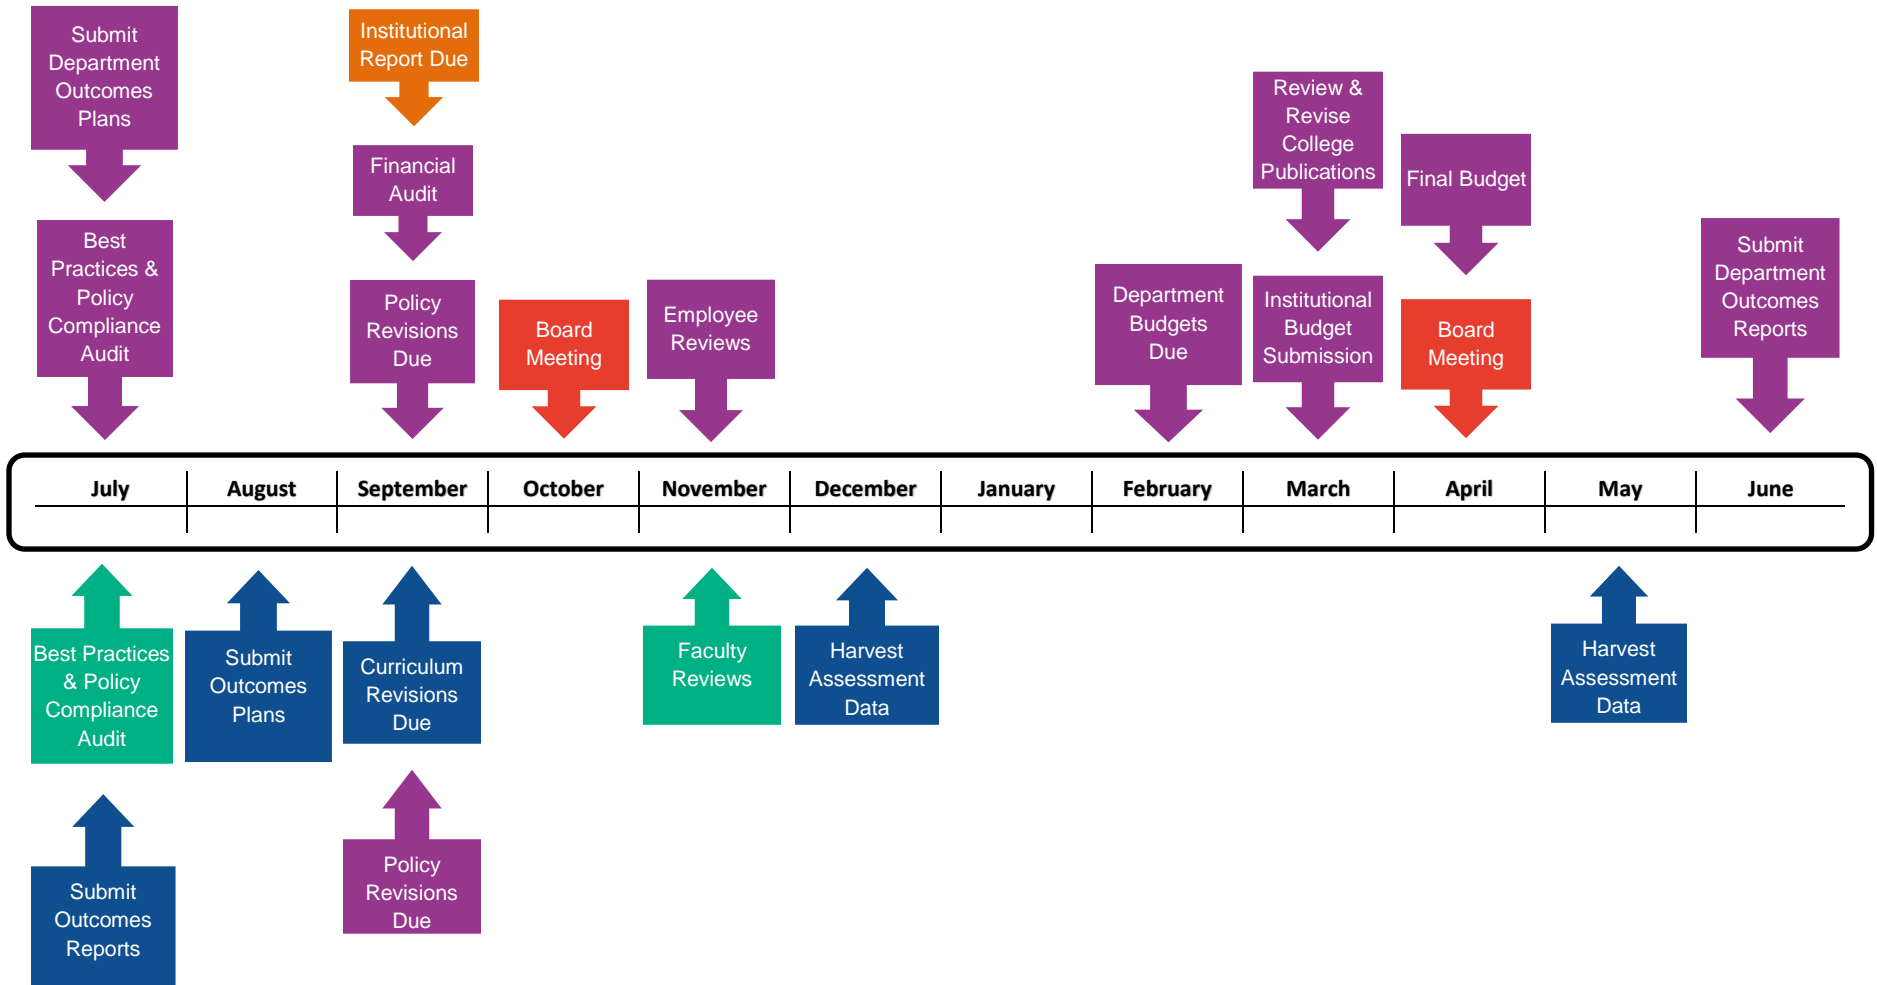 Submit
Department
Outcomes
Plans
Institutional
Report Due
Review &
Revise
College
Publications
Financial
Audit
Final Budget
Best
Practices &
Policy
Compliance
Audit
Submit
Department
Outcomes
Reports
Policy
Revisions
Due
Board
Meeting
Employee
Reviews
Department
Budgets
Due
Institutional
Budget
Submission
Board
Meeting
July August September October November December January February March April May June
Best Practices
& Policy
Compliance
Audit
Submit
Outcomes
Plans
Curriculum
Revisions
Due
Faculty
Reviews
Harvest
Assessment
Data
Harvest
Assessment
Data
Submit
Outcomes
Reports
Policy
Revisions
Due